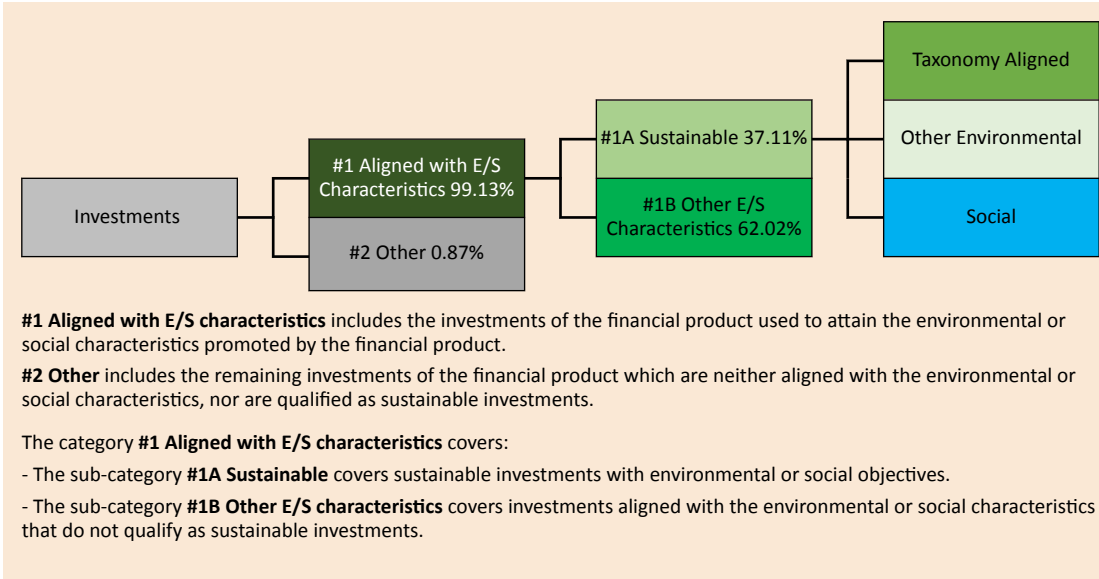 Investments
#1 Aligned with E/S
Characteristics 99.13%
#2 Other 0.87%
#1A Sustainable 37.11%
#1B Other E/S
Characteristics 62.02%
Taxonomy Aligned
Other Environmental
Social
#1 Aligned with E/S characteristics includes the investments of the financial product used to attain the environmental or
social characteristics promoted by the financial product.
#2 Other includes the remaining investments of the financial product which are neither aligned with the environmental or
social characteristics, nor are qualified as sustainable investments.
The category #1 Aligned with E/S characteristics covers:
- The sub-category #1A Sustainable covers sustainable investments with environmental or social objectives.
- The sub-category #1B Other E/S characteristics covers investments aligned with the environmental or social characteristics
that do not qualify as sustainable investments.